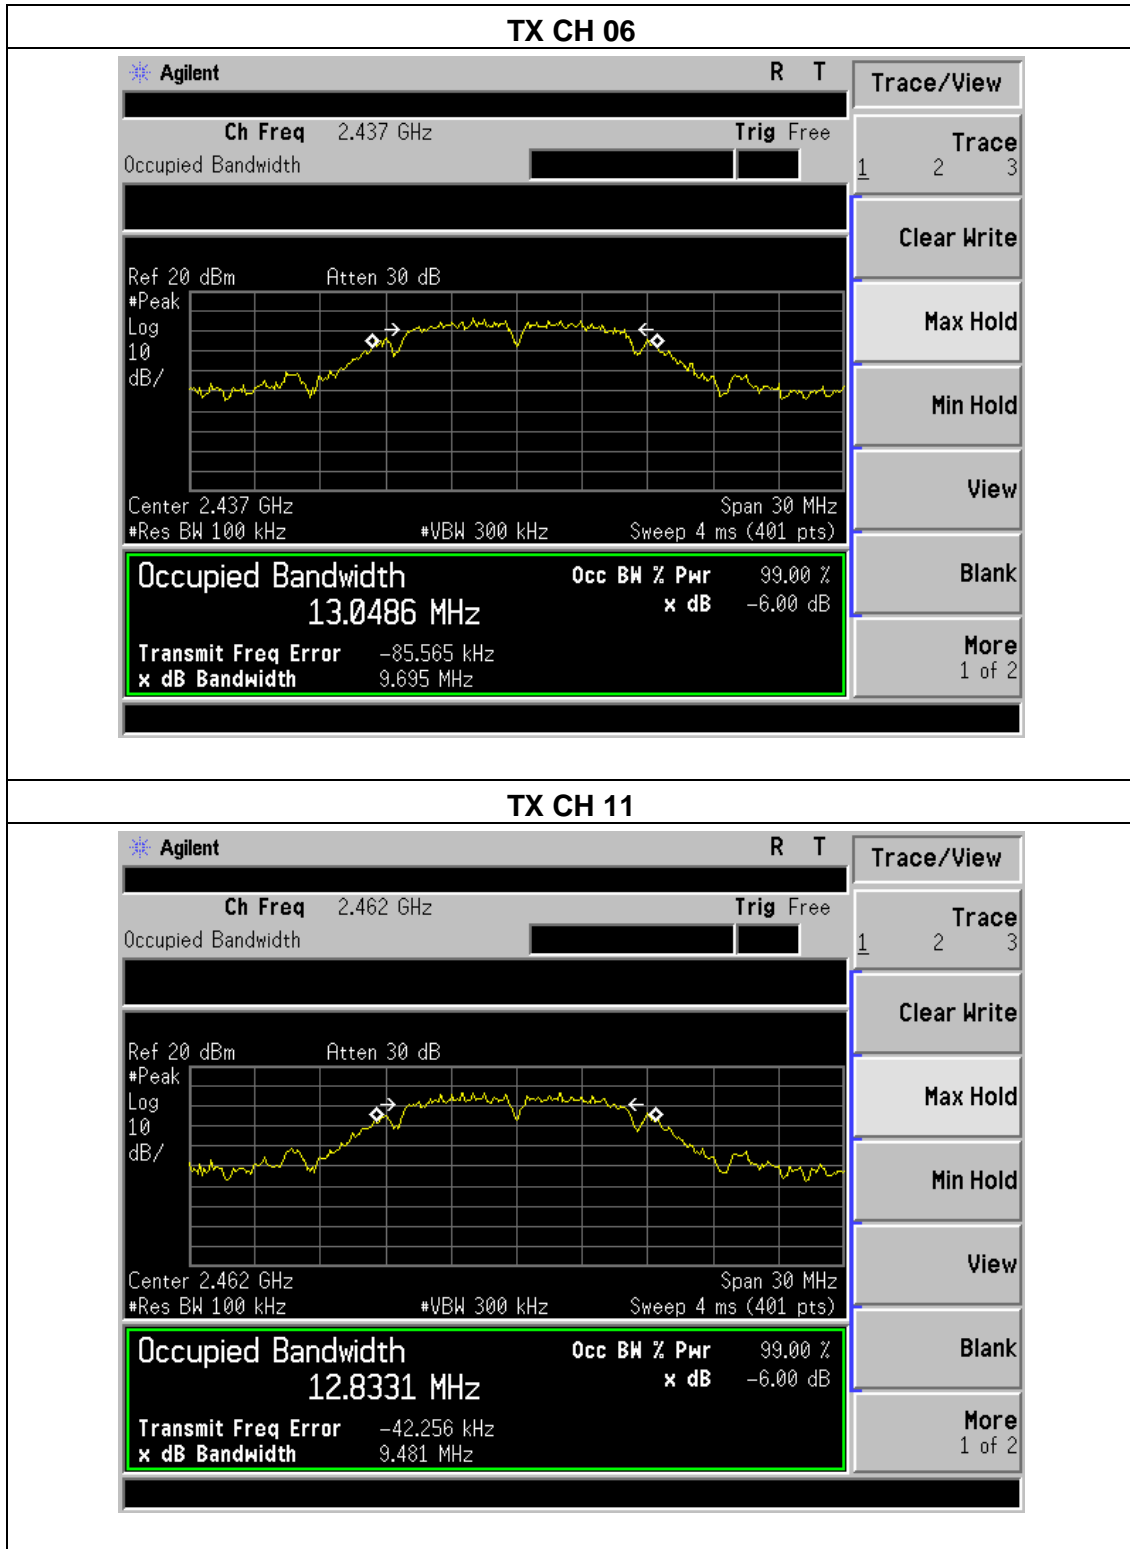 TX CH 06
Agilent R T
Trace/View
Ch Freq 2.437 GHz Trig Free
Occupied Bandwidth
Trace
1 2 3
Clear Write
Ref 20 dBm Atten 30 dB
#Peak
Log
10
dB/
Max Hold
Min Hold
View
Center 2.437 GHz Span 30 MHz
#Res BW 100 kHz #VBW 300 kHz Sweep 4 ms (401 pts)
Occupied Bandwidth Occ BW % Pwr 99.00 %
13.0486 MHz x dB -6.00 dB
Blank
Transmit Freq Error -85.565 kHz
x dB Bandwidth 9.695 MHz
More
1 of 2
TX CH 11
Agilent R T
Trace/View
Ch Freq 2.462 GHz Trig Free
Occupied Bandwidth
Trace
1 2 3
Clear Write
Ref 20 dBm Atten 30 dB
#Peak
Log
10
dB/
Max Hold
Min Hold
View
Center 2.462 GHz Span 30 MHz
#Res BW 100 kHz #VBW 300 kHz Sweep 4 ms (401 pts)
Occupied Bandwidth Occ BW % Pwr 99.00 %
12.8331 MHz x dB -6.00 dB
Blank
Transmit Freq Error -42.256 kHz
x dB Bandwidth 9.481 MHz
More
1 of 2